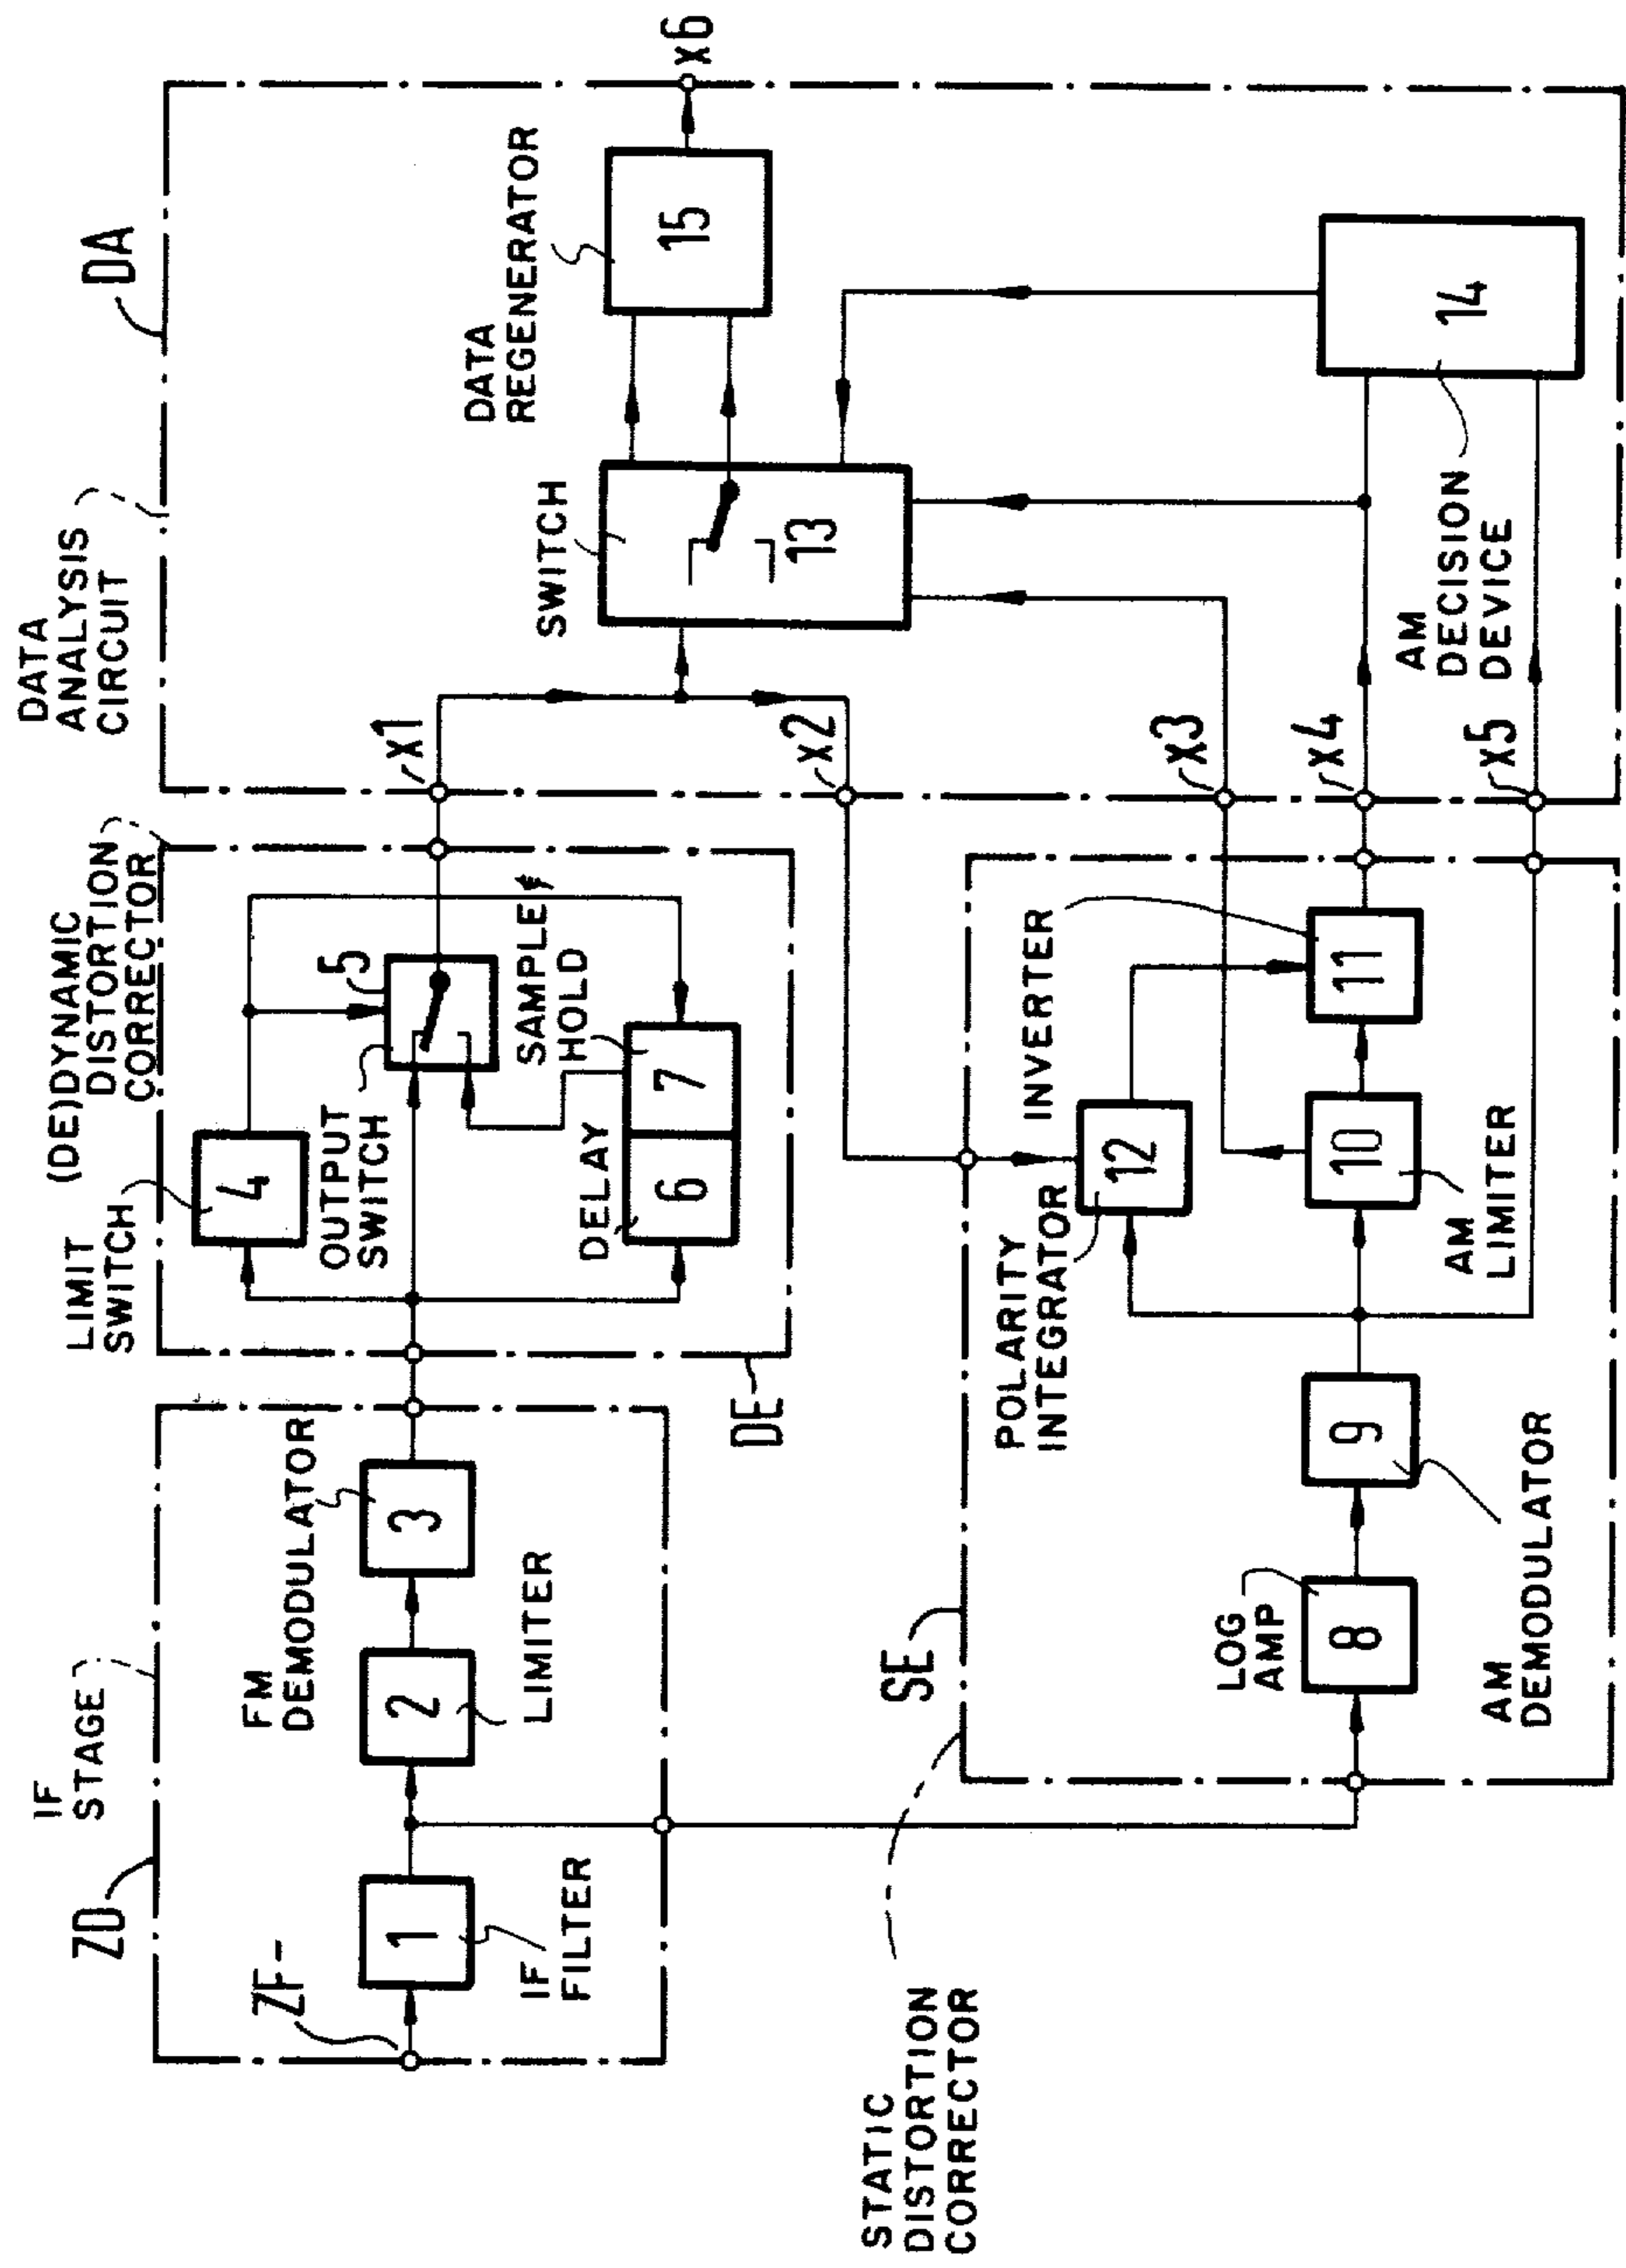 IF
STAGE
ZD
ZF
1
IF
FILTER
2
LIMITER
FM
DEMODULATOR
3
(DE)DYNAMIC
DISTORTION
CORRECTOR
LIMIT
SWITCH
4
OUTPUT
SWITCH
5
SAMPLE &
HOLD
DELAY
6
7
DE
DATA
ANALYSIS
CIRCUIT
DA
x1
x2
x3
x4
x5
x6
SWITCH
13
DATA
REGENERATOR
15
AM
DECISION
DEVICE
14
STATIC
DISTORTION
CORRECTOR
SE
LOG
AMP
8
AM
DEMODULATOR
9
POLARITY
INTEGRATOR
12
AM
LIMITER
10
INVERTER
11